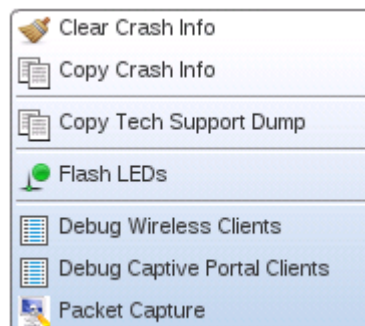 Clear Crash Info
Copy Crash Info
Copy Tech Support Dump
Flash LEDs
Debug Wireless Clients
Debug Captive Portal Clients
Packet Capture